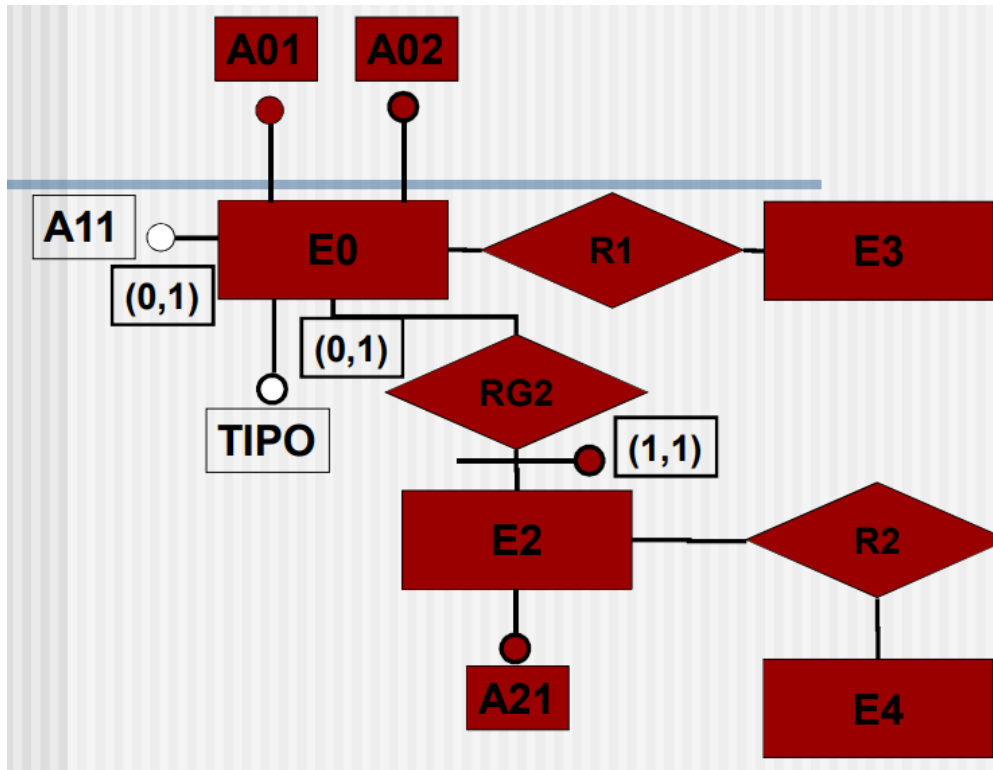 A01
A02
A11
E0
R1
E3
(0,1)
(0,1)
TIPO
RG2
(1,1)
E2
R2
A21
E4